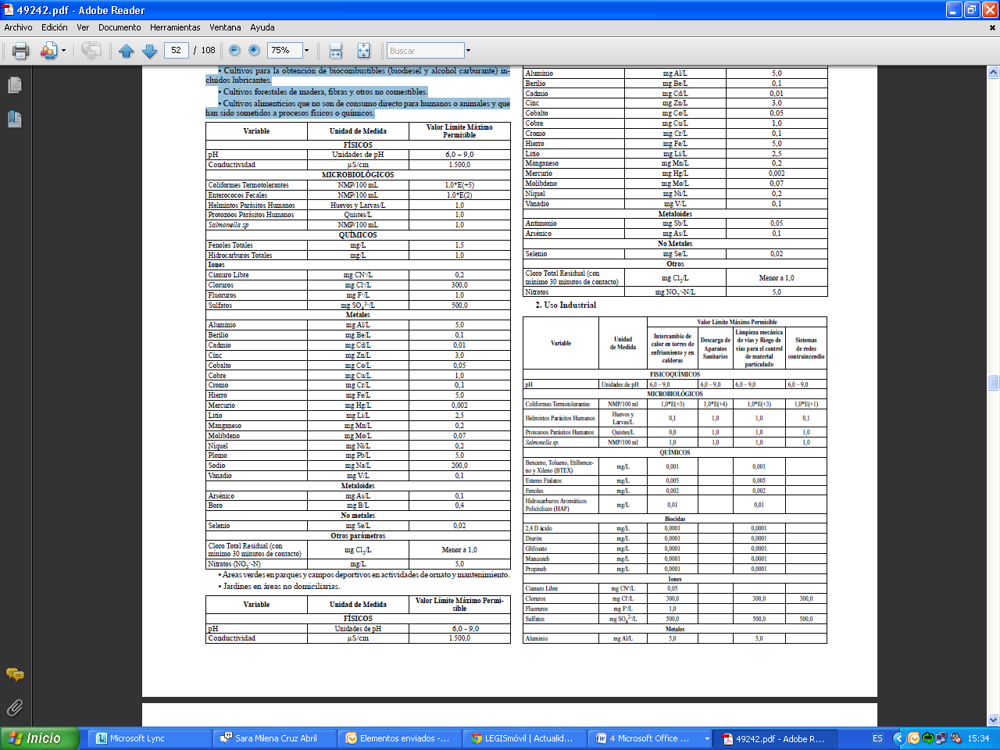 49242.pdf - Adobe Reader
Archivo Edición Ver Documento Herramientas Ventana Ayuda
52 / 108 75% Buscar
• Cultivos para la obtención de biocombustibles (biodiesel y alcohol carburante) in-
cluidos lubricantes.
• Cultivos forestales de madera, fibras y otros no comestibles.
• Cultivos alimenticios que no son de consumo directo para humanos o animales y que
han sido sometidos a procesos físicos o químicos.
Variable Unidad de Medida Valor Límite Máximo Permisible
FÍSICOS
pH Unidades de pH 6,0 – 9,0
Conductividad µS/cm 1.500,0
MICROBIOLÓGICOS
Coliformes Termotolerantes NMP/100 mL 1,0*E(+5)
Enterococos Fecales NMP/100 mL 1,0*E(2)
Helmintos Parásitos Humanos Huevos y Larvas/L 1,0
Protozoos Parásitos Humanos Quistes/L 1,0
Salmonella sp NMP/100 mL 1,0
QUÍMICOS
Fenoles Totales mg/L 1,5
Hidrocarburos Totales mg/L 1,0
Iones
Cianuro Libre mg CN-/L 0,2
Cloruros mg Cl-/L 300,0
Fluoruros mg F-/L 1,0
Sulfatos mg SO4 2-/L 500,0
Metales
Aluminio mg Al/L 5,0
Berilio mg Be/L 0,1
Cadmio mg Cd/L 0,01
Cinc mg Zn/L 3,0
Cobalto mg Co/L 0,05
Cobre mg Cu/L 1,0
Cromo mg Cr/L 0,1
Hierro mg Fe/L 5,0
Mercurio mg Hg/L 0,002
Litio mg Li/L 2,5
Manganeso mg Mn/L 0,2
Molibdeno mg Mo/L 0,07
Níquel mg Ni/L 0,2
Plomo mg Pb/L 5,0
Sodio mg Na/L 200,0
Vanadio mg V/L 0,1
Metaloides
Arsénico mg As/L 0,1
Boro mg B/L 0,4
No metales
Selenio mg Se/L 0,02
Otros parámetros
Cloro Total Residual (con mínimo 30 minutos de contacto) mg Cl2/L Menor a 1,0
Nitratos (NO3--N) mg/L 5,0
• Áreas verdes en parques y campos deportivos en actividades de ornato y mantenimiento.
• Jardines en áreas no domiciliarias.
Variable Unidad de Medida Valor Límite Máximo Permi-sible
FÍSICOS
pH Unidades de pH 6,0 - 9,0
Conductividad µS/cm 1.500,0
Aluminio mg Al/L 5,0
Berilio mg Be/L 0,1
Cadmio mg Cd/L 0,01
Cinc mg Zn/L 3,0
Cobalto mg Co/L 0,05
Cobre mg Cu/L 1,0
Cromo mg Cr/L 0,1
Hierro mg Fe/L 5,0
Litio mg Li/L 2,5
Manganeso mg Mn/L 0,2
Mercurio mg Hg/L 0,002
Molibdeno mg Mo/L 0,07
Níquel mg Ni/L 0,2
Vanadio mg V/L 0,1
Metaloides
Antimonio mg Sb/L 0,05
Arsénico mg As/L 0,1
No Metales
Selenio mg Se/L 0,02
Otros
Cloro Total Residual (con mínimo 30 minutos de contacto) mg Cl2/L Menor a 1,0
Nitratos mg NO3--N/L 5,0
2. Uso Industrial
Variable Unidad de Medida Valor Límite Máximo Permisible
Intercambio de calor en torres de enfriamiento y en calderas
Descarga de Aparatos Sanitarios
Limpieza mecánica de vías y Riego de vías para el control de material particulado
Sistemas de redes contraincendio
FISICOQUÍMICOS
pH Unidades de pH 6,0 – 9,0 6,0 – 9,0 6,0 – 9,0 6,0 – 9,0
MICROBIOLÓGICOS
Coliformes Termotolerantes NMP/100 ml 1,0*E(+3) 1,0*E(+4) 1,0*E(+3) 1,0*E(+1)
Helmintos Parásitos Humanos Huevos y Larvas/L 0,1 1,0 1,0 0,1
Protozoos Parásitos Humanos Quistes/L 0,0 1,0 1,0 1,0
Salmonella sp. NMP/100 ml 1,0 1,0 1,0 1,0
QUÍMICOS
Benceno, Tolueno, Etilbence-no y Xileno (BTEX) mg/L 0,001 0,001
Esteres Ftalatos mg/L 0,005 0,005
Fenoles mg/L 0,002 0,002
Hidrocarburos Aromáticos Policíclicos (HAP) mg/L 0,01 0,01
Biocidas
2,4 D ácido mg/L 0,0001 0,0001
Diurón mg/L 0,0001 0,0001
Glifosato mg/L 0,0001 0,0001
Mancozeb mg/L 0,0001 0,0001
Propineb mg/L 0,0001 0,0001
Iones
Cianuro Libre mg CN-/L 0,05
Cloruros mg Cl-/L 300,0 300,0 300,0
Fluoruros mg F-/L 1,0
Sulfatos mg SO4 2-/L 500,0 500,0 500,0
Metales
Aluminio mg Al/L 5,0 5,0
Inicio Microsoft Lync Sara Milena Cruz Abril Elementos enviados -... LEGISmóvil | Actualid... 4 Microsoft Office ... 49242.pdf - Adobe R... ES 15:34